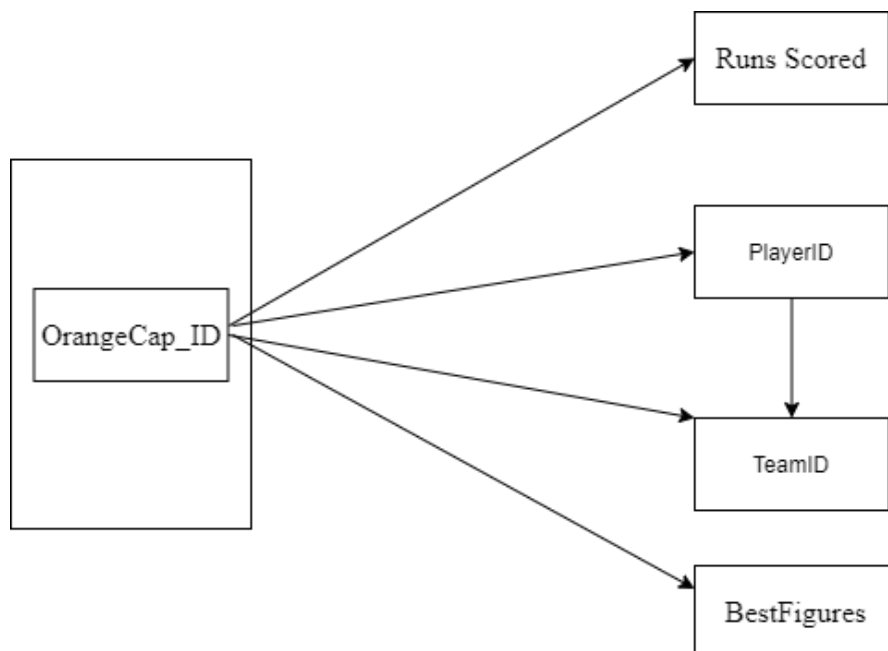 Runs Scored
PlayerID
OrangeCap_ID
TeamID
BestFigures